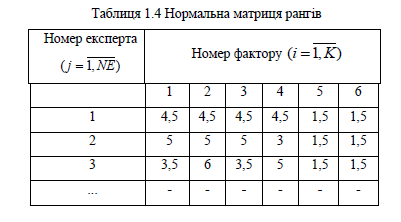 Таблиця 1.4 Нормальна матриця рангів
Номер експерта Номер фактору (i = 1, K)
(j = 1, NE)
1 2 3 4 5 6
1 4,5 4,5 4,5 4,5 1,5 1,5
2 5 5 5 3 1,5 1,5
3 3,5 6 3,5 5 1,5 1,5
... - - - - - -